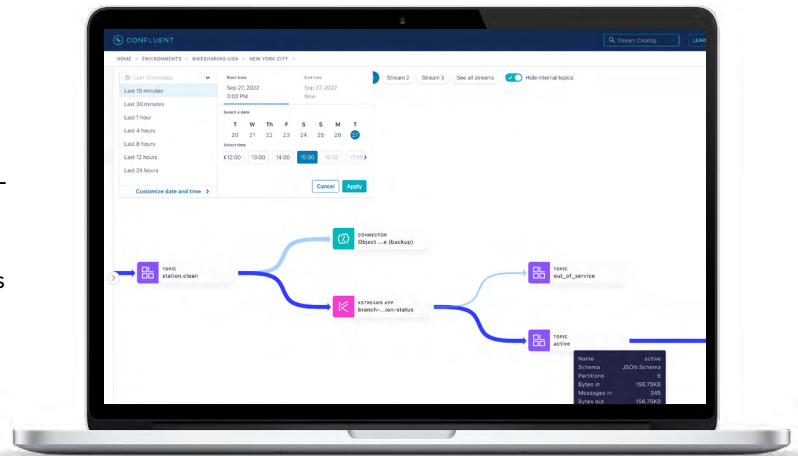 CONFLUENT
Stream Catalog
LEAR
HOME > ENVIRONMENTS > BIKESHARING-USA > NEW YORK CITY >
Last 10 minutes
Last 10 minutes
Last 30 minutes
Last 1 hour
Last 4 hours
Last 8 hours
Last 12 hours
Last 24 hours
Customize date and time >
Start time
Sep 27, 2022
3:00 PM
End time
Sep 27, 2022
Now
Select a date
T W Th F S S M T
20 21 22 23 24 25 26 27
Select time
<12:00 13:00 14:00 15:00 16:00 17:00>
Cancel Apply
Stream 2 Stream 3 See all streams Hide internal topics
TOPIC
station.clean
CONNECTOR
Object ...e (backup)
KSTREAMS APP
branch-...ion-status
TOPIC
out_of_service
TOPIC
active
Name active
Schema JSON Schema
Partitions 6
Bytes in 156.75KB
Messages in 345
Bytes out 156.75KB
s